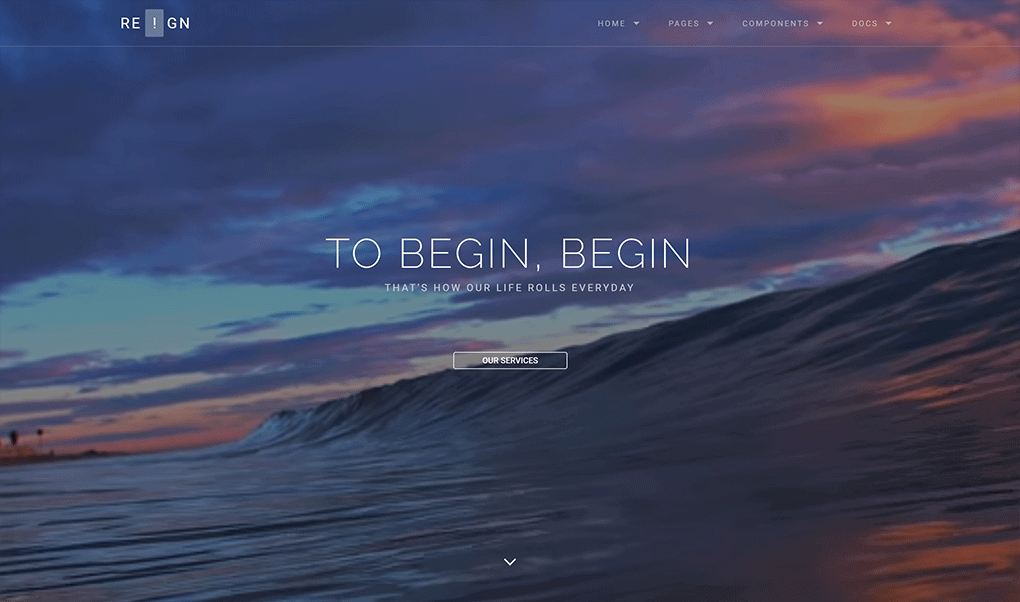 RE!GN
HOME PAGES COMPONENTS DOCS
TO BEGIN, BEGIN
THAT'S HOW OUR LIFE ROLLS EVERYDAY
OUR SERVICES